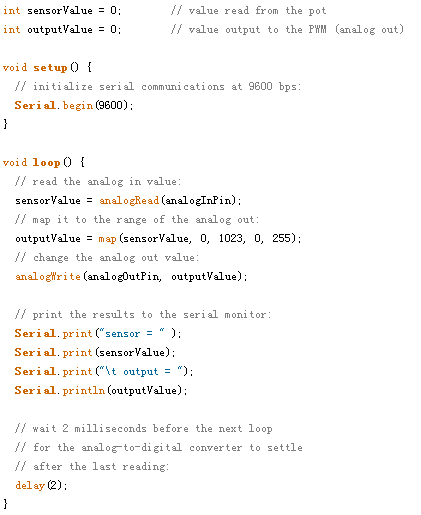 int sensorValue = 0;        // value read from the pot
int outputValue = 0;        // value output to the PWM (analog out)

void setup() {
  // initialize serial communications at 9600 bps:
  Serial.begin(9600);
}

void loop() {
  // read the analog in value:
  sensorValue = analogRead(analogInPin);
  // map it to the range of the analog out:
  outputValue = map(sensorValue, 0, 1023, 0, 255);
  // change the analog out value:
  analogWrite(analogOutPin, outputValue);

  // print the results to the serial monitor:
  Serial.print("sensor = " );
  Serial.print(sensorValue);
  Serial.print("\t output = ");
  Serial.println(outputValue);

  // wait 2 milliseconds before the next loop
  // for the analog-to-digital converter to settle
  // after the last reading:
  delay(2);
}